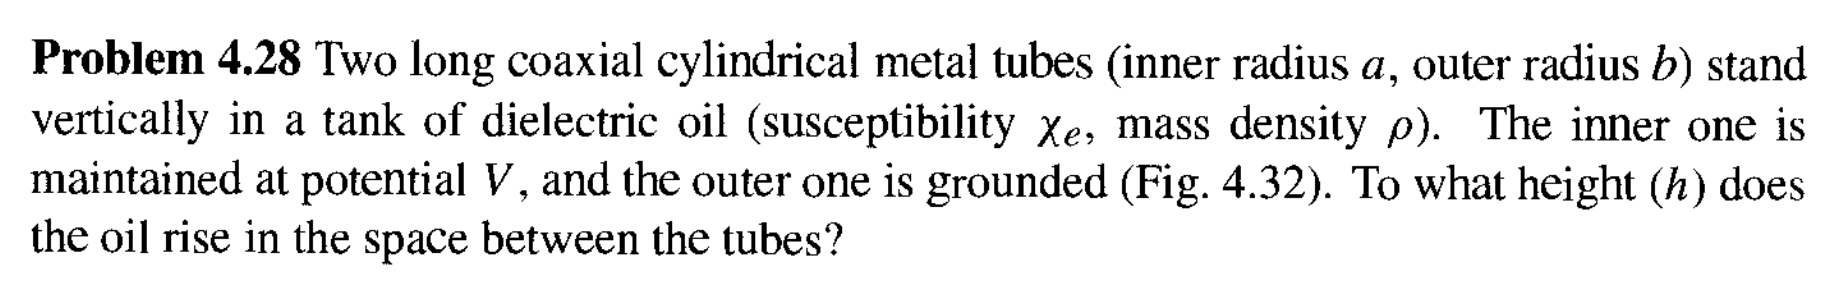 Problem 4.28 Two long coaxial cylindrical metal tubes (inner radius a, outer radius b) stand
vertically in a tank of dielectric oil (susceptibility χₑ, mass density ρ). The inner one is
maintained at potential V, and the outer one is grounded (Fig. 4.32). To what height (h) does
the oil rise in the space between the tubes?